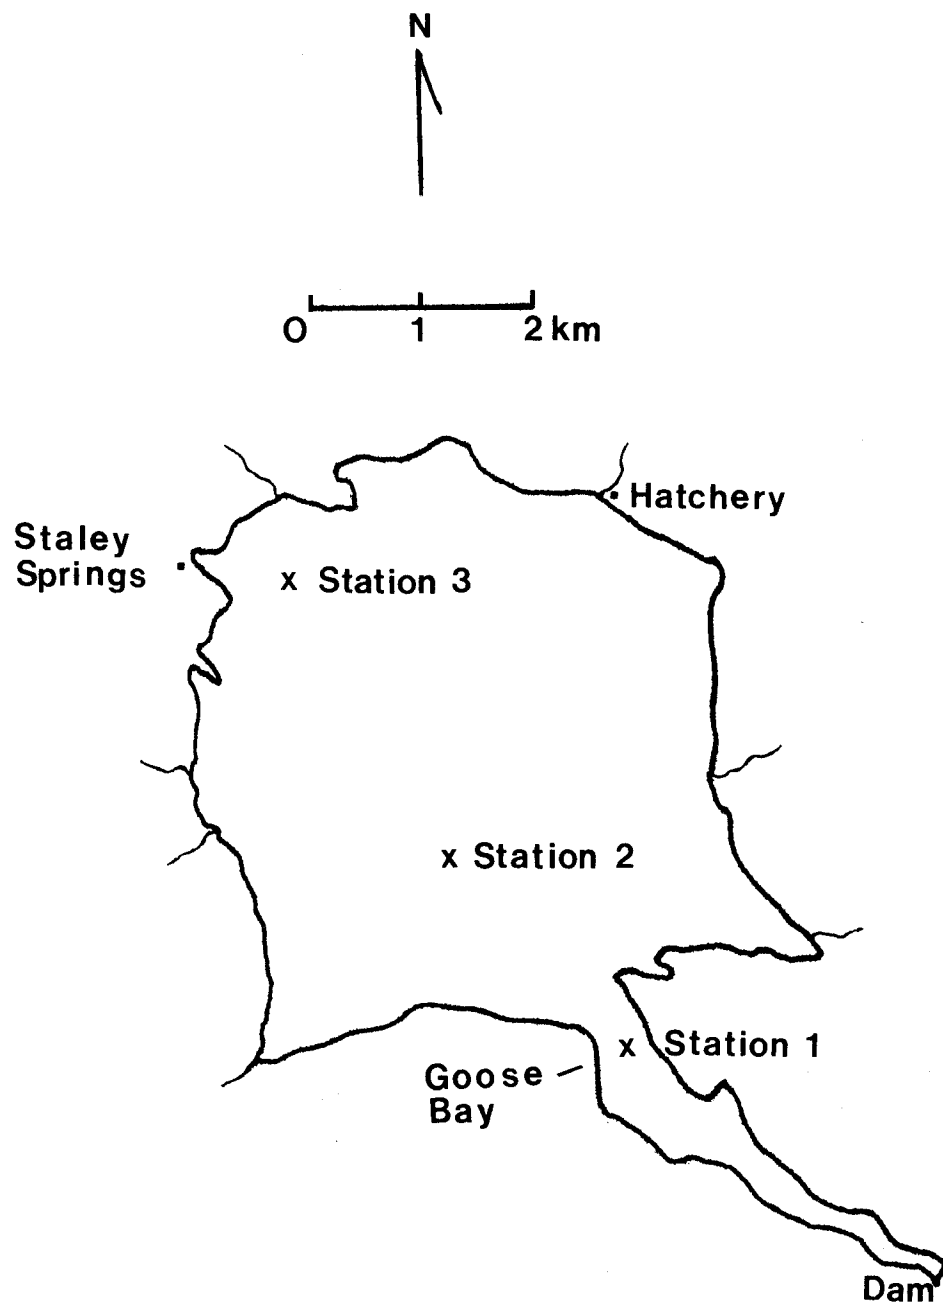 N
0 1 2 km
Hatchery
Staley
Springs
x Station 3
x Station 2
x Station 1
Goose
Bay
Dam